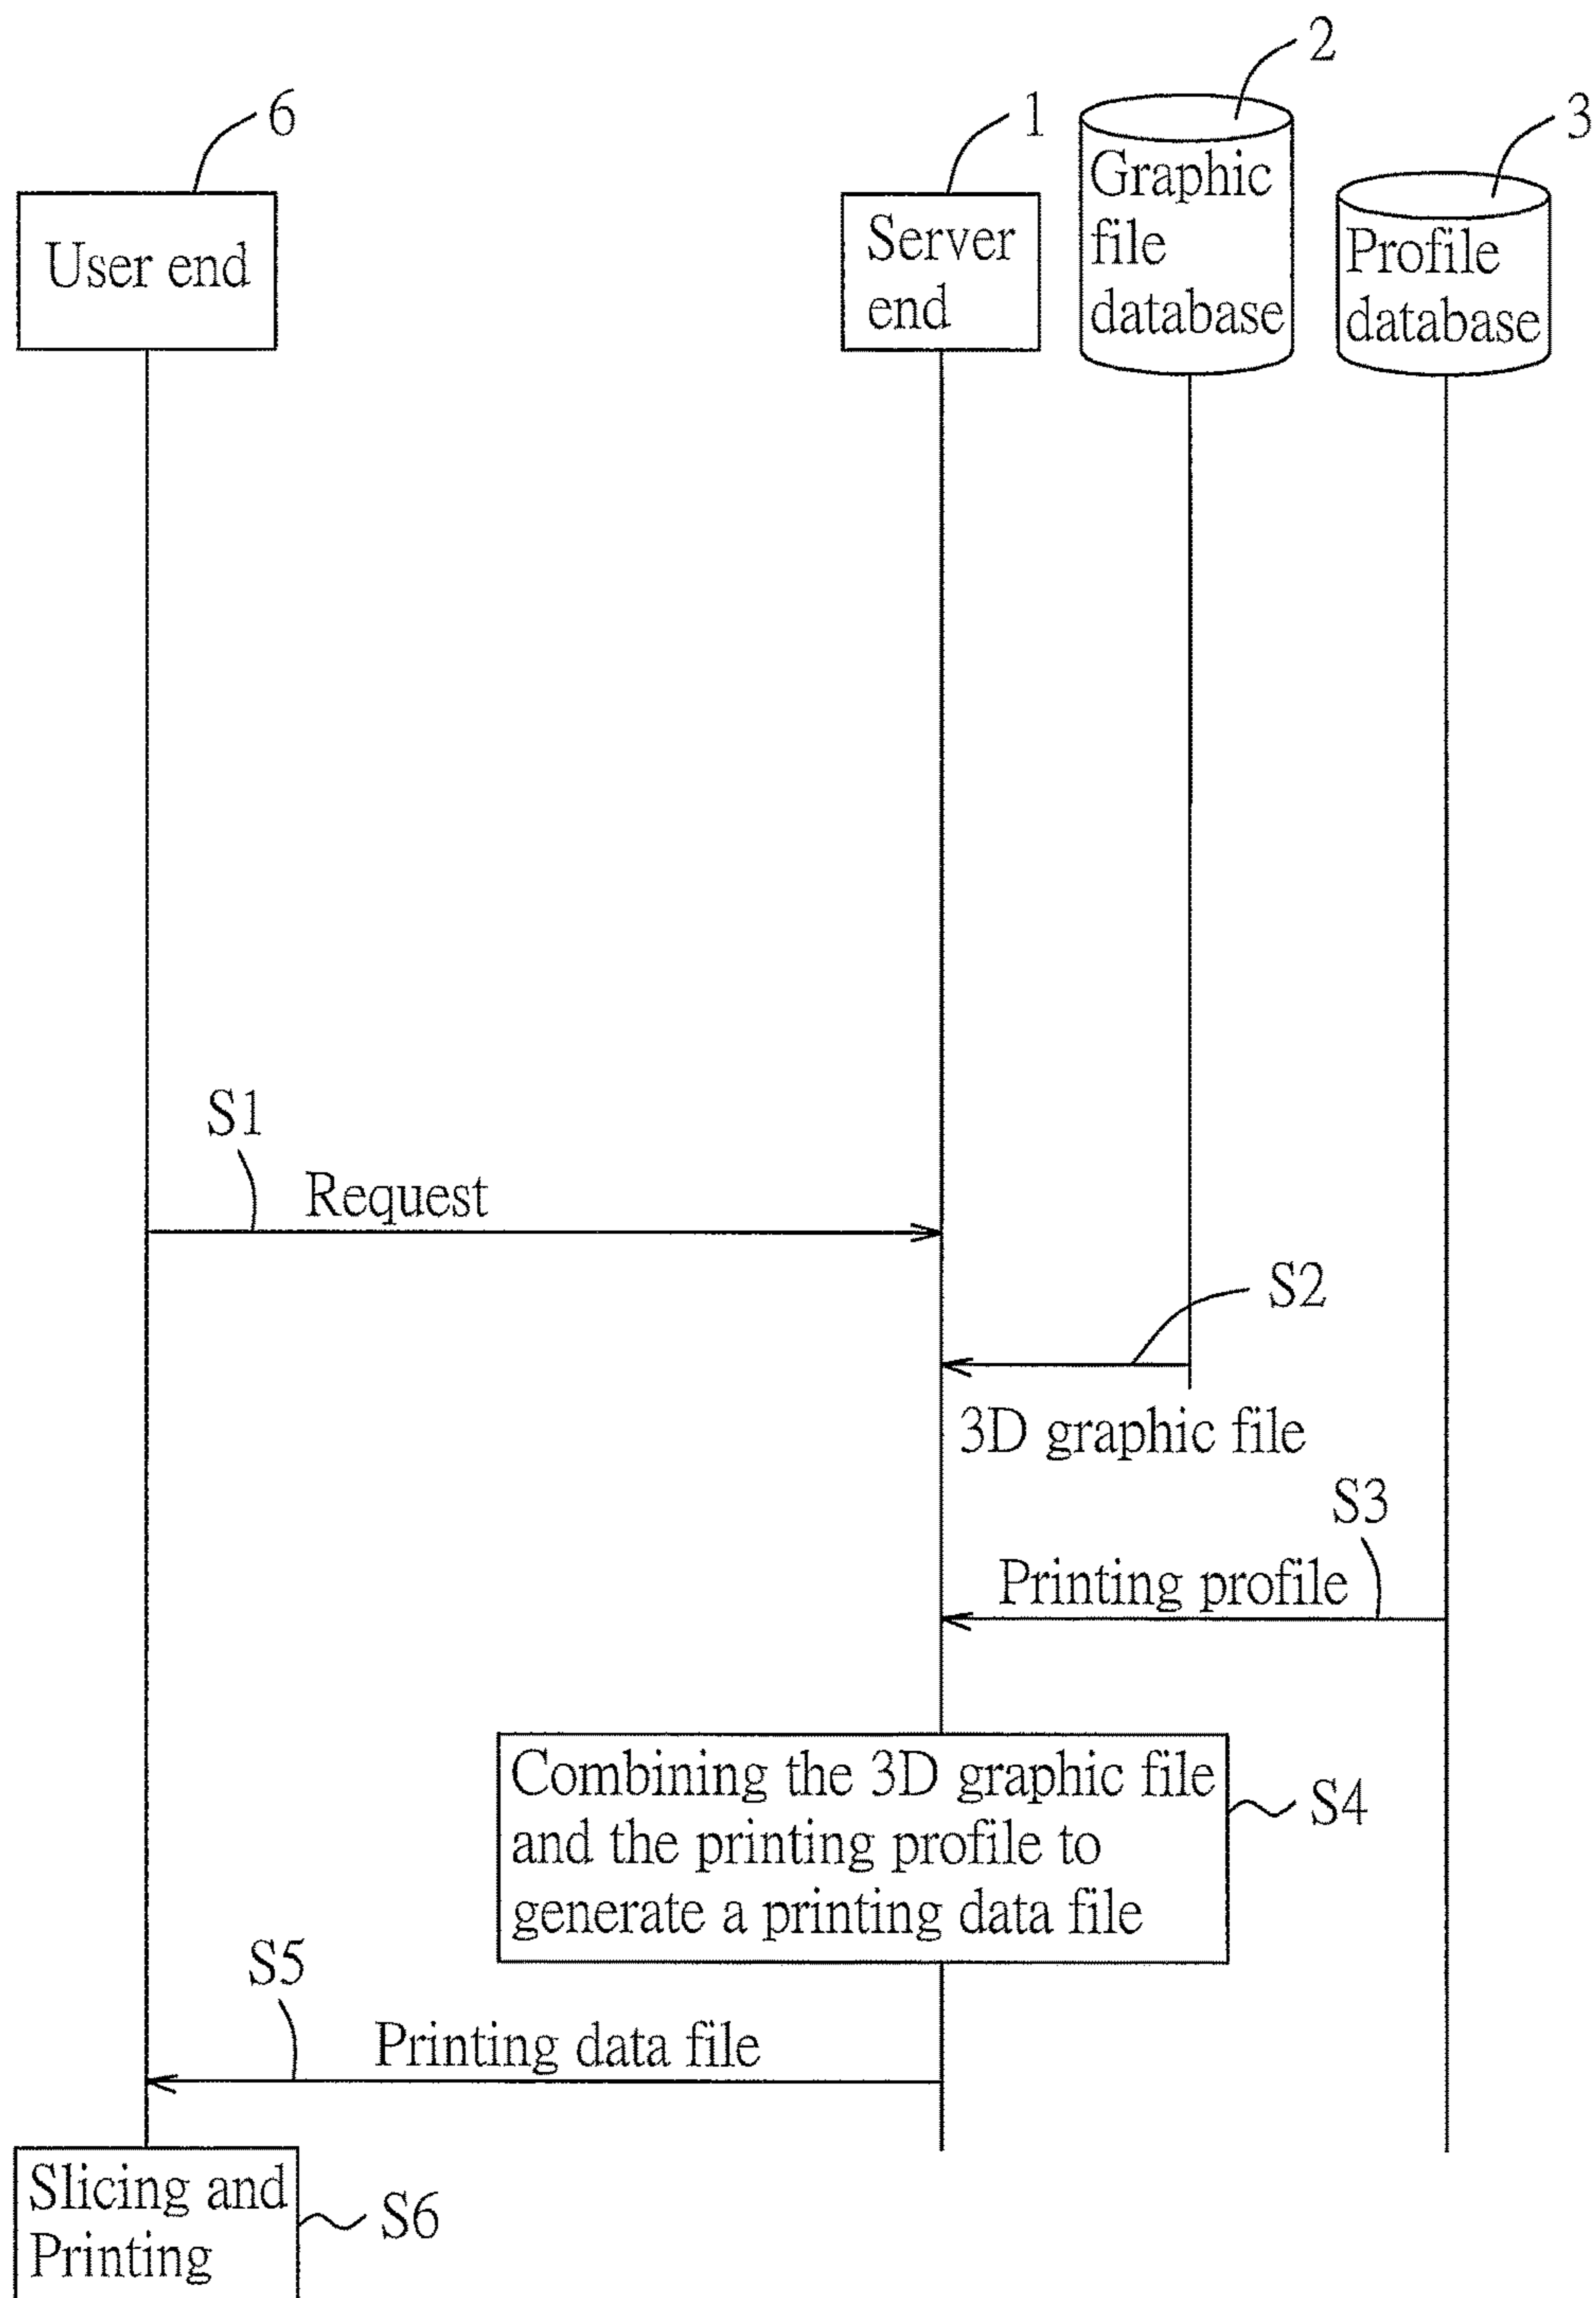 2
6
1
3
Graphic
file
database
User end
Server
end
Profile
database
S1
Request
S2
3D graphic file
S3
Printing profile
Combining the 3D graphic file
and the printing profile to
generate a printing data file
S4
S5
Printing data file
Slicing and
Printing
S6